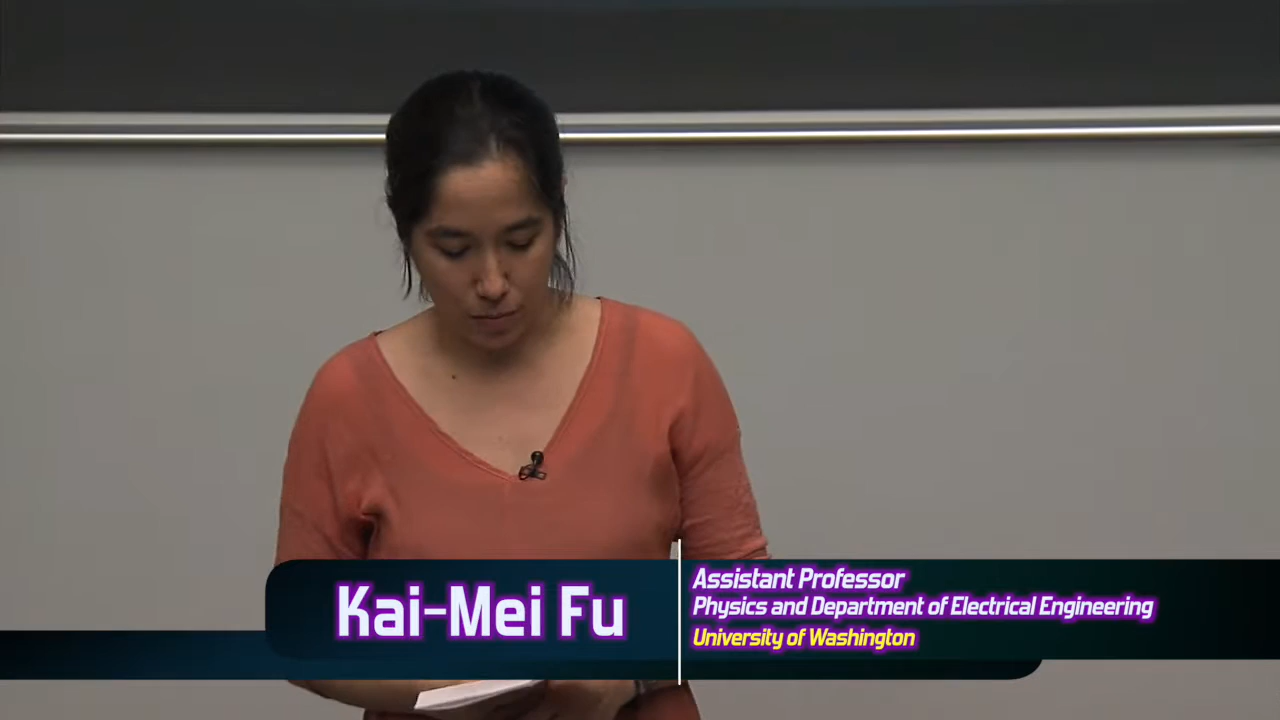 Kai-Mei Fu
Assistant Professor
Physics and Department of Electrical Engineering
University of Washington